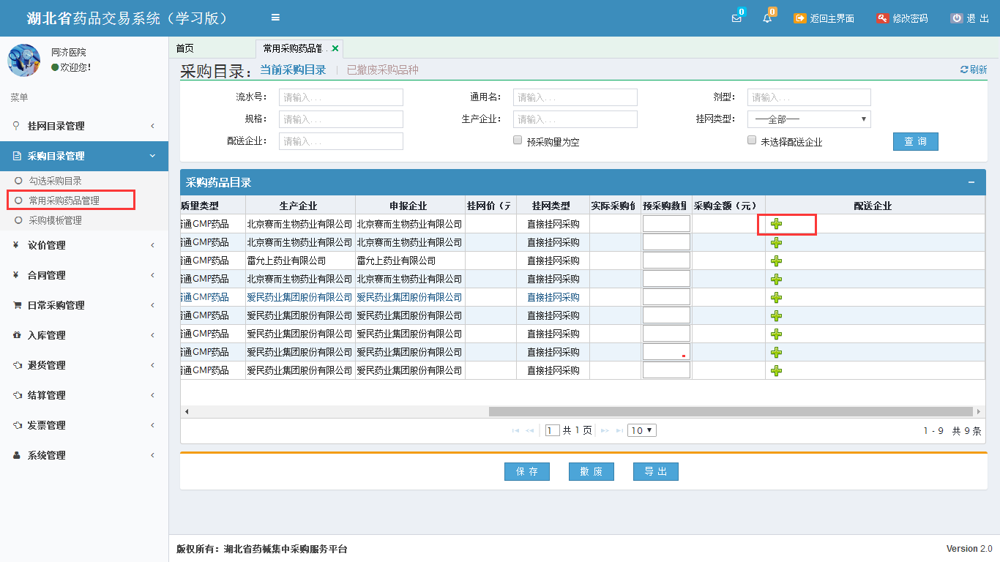 湖北省药品交易系统（学习版） 0 0 返回主界面 修改密码 退 出
同济医院
欢迎您！
菜单
挂网目录管理
采购目录管理
勾选采购目录
常用采购药品管理
采购模板管理
议价管理
合同管理
日常采购管理
入库管理
退货管理
结算管理
发票管理
系统管理
首页 常用采购药品管...
采购目录： 当前采购目录 | 已撤废采购品种 刷新
流水号： 请输入... 通用名： 请输入... 剂型： 请输入...
规格： 请输入... 生产企业： 请输入... 挂网类型： ──全部──
配送企业： 请输入... 预采购量为空 未选择配送企业 查 询
采购药品目录
质量类型 生产企业 申报企业 挂网价（元 挂网类型 实际采购价 预采购数量 采购金额（元） 配送企业
普通GMP药品 北京赛而生物药业有限公司 北京赛而生物药业有限公司 直接挂网采购
普通GMP药品 北京赛而生物药业有限公司 北京赛而生物药业有限公司 直接挂网采购
普通GMP药品 雷允上药业有限公司 雷允上药业有限公司 直接挂网采购
普通GMP药品 北京赛而生物药业有限公司 北京赛而生物药业有限公司 直接挂网采购
普通GMP药品 爱民药业集团股份有限公司 爱民药业集团股份有限公司 直接挂网采购
普通GMP药品 爱民药业集团股份有限公司 爱民药业集团股份有限公司 直接挂网采购
普通GMP药品 爱民药业集团股份有限公司 爱民药业集团股份有限公司 直接挂网采购
普通GMP药品 爱民药业集团股份有限公司 爱民药业集团股份有限公司 直接挂网采购
普通GMP药品 爱民药业集团股份有限公司 爱民药业集团股份有限公司 直接挂网采购
1 共 1 页 10 1 - 9 共 9 条
保 存 撤 废 导 出
版权所有：湖北省药械集中采购服务平台 Version 2.0